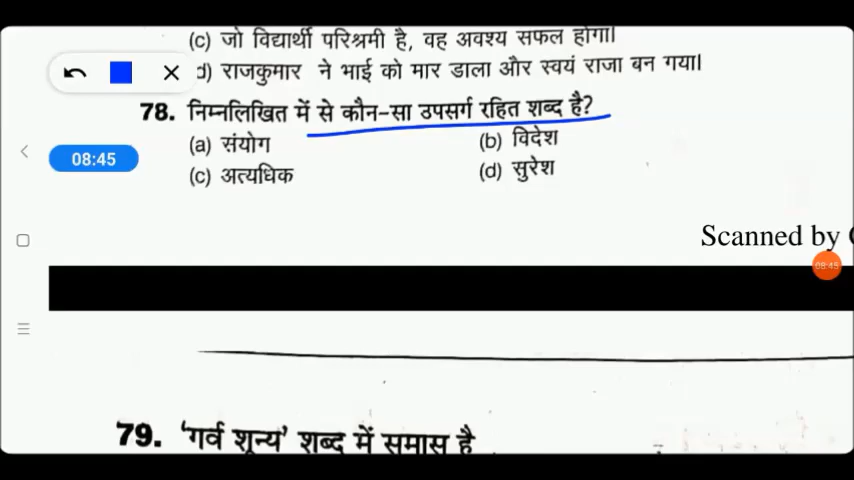 (c) जो विद्यार्थी परिश्रमी है, वह अवश्य सफल होगा।
d) राजकुमार ने भाई को मार डाला और स्वयं राजा बन गया।
78. निम्नलिखित में से कौन-सा उपसर्ग रहित शब्द है?
(a) संयोग (b) विदेश
08:45
(c) अत्यधिक (d) सुरेश
Scanned by
08:45
79. 'गर्व शून्य' शब्द में समास है